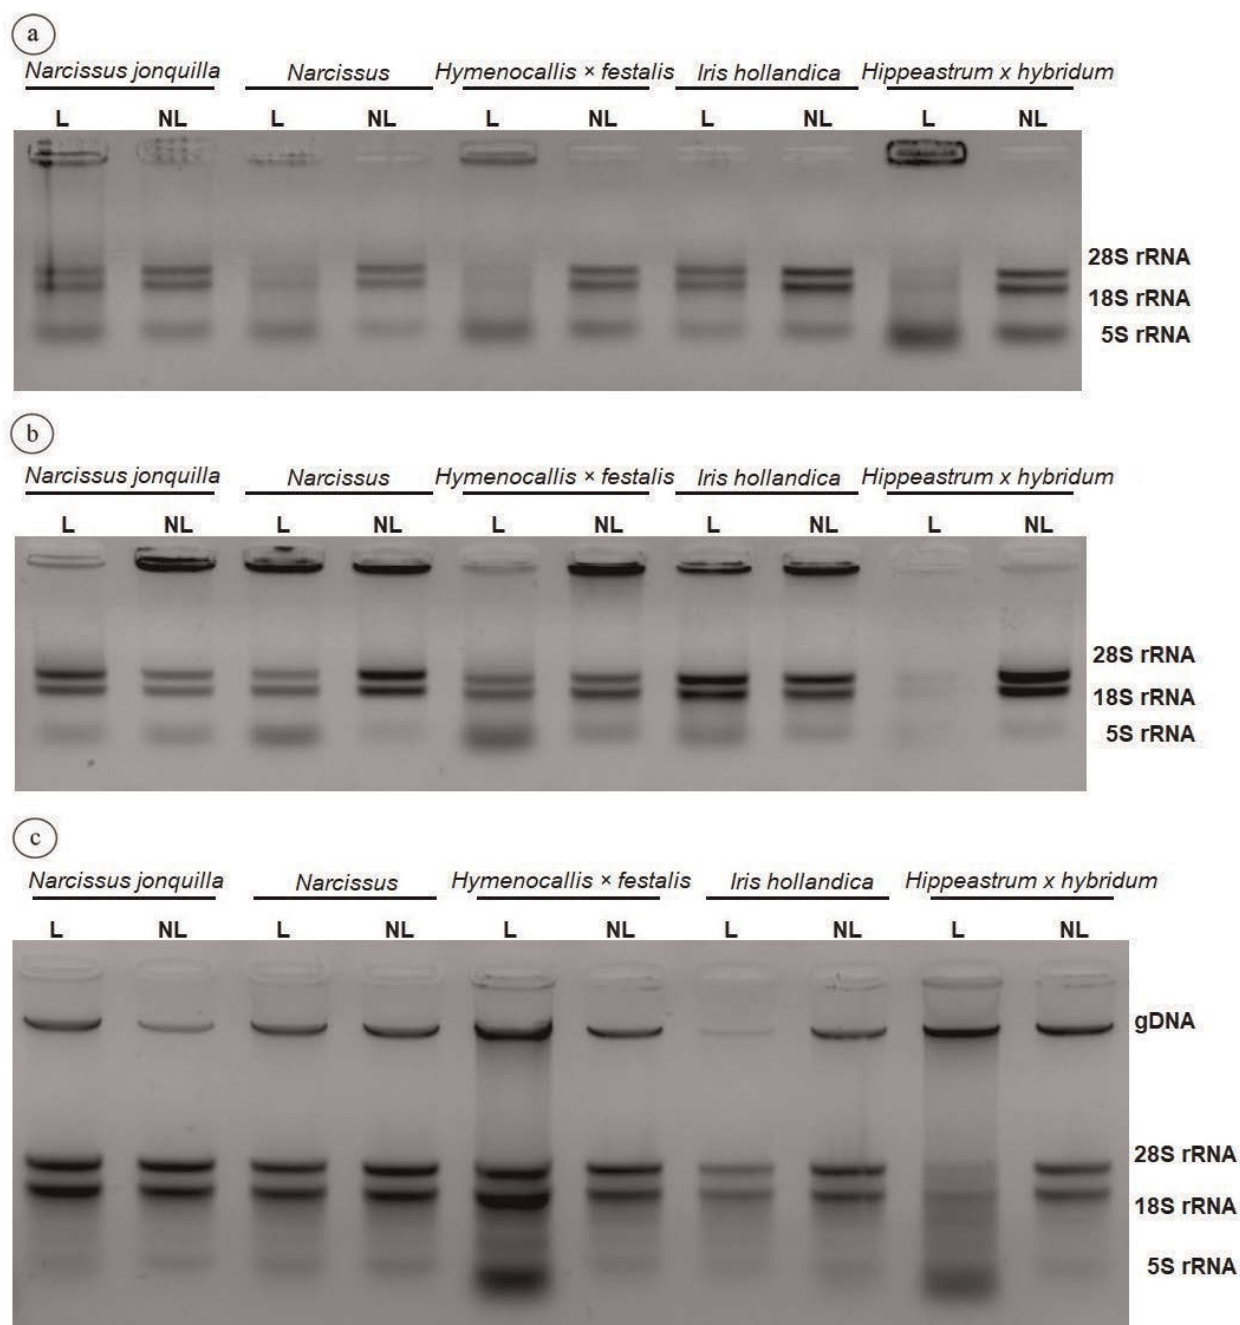 a
Narcissus jonquilla Narcissus Hymenocallis × festalis Iris hollandica Hippeastrum x hybridum
L NL L NL L NL L NL L NL
28S rRNA
18S rRNA
5S rRNA
b
Narcissus jonquilla Narcissus Hymenocallis × festalis Iris hollandica Hippeastrum x hybridum
L NL L NL L NL L NL L NL
28S rRNA
18S rRNA
5S rRNA
c
Narcissus jonquilla Narcissus Hymenocallis × festalis Iris hollandica Hippeastrum x hybridum
L NL L NL L NL L NL L NL
gDNA
28S rRNA
18S rRNA
5S rRNA